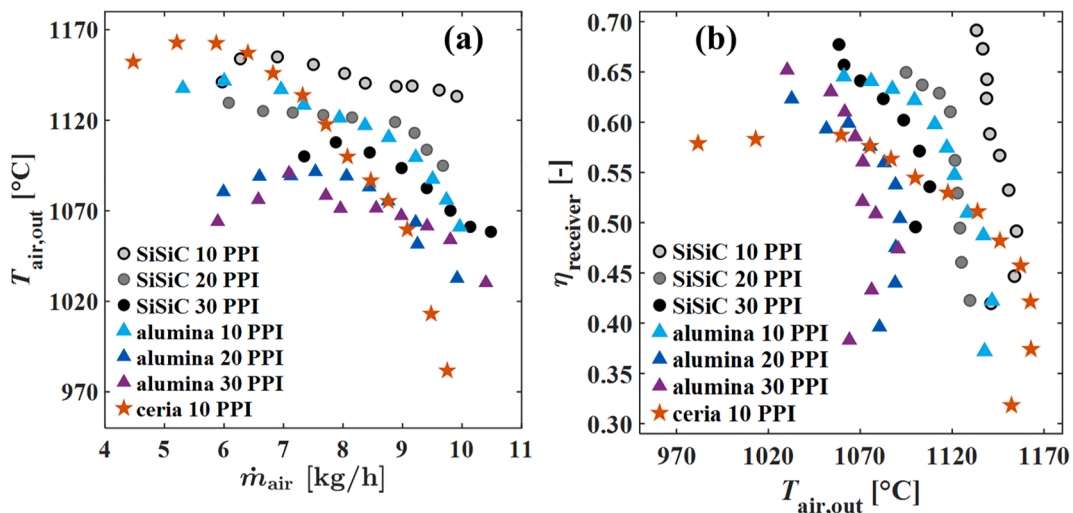 (a)
T_air,out [°C]
1170
1120
1070
1020
970
SiSiC 10 PPI
SiSiC 20 PPI
SiSiC 30 PPI
alumina 10 PPI
alumina 20 PPI
alumina 30 PPI
ceria 10 PPI
4 5 6 7 8 9 10 11
ṁ_air [kg/h]
(b)
η_receiver [-]
0.70
0.65
0.60
0.55
0.50
0.45
0.40
0.35
0.30
SiSiC 10 PPI
SiSiC 20 PPI
SiSiC 30 PPI
alumina 10 PPI
alumina 20 PPI
alumina 30 PPI
ceria 10 PPI
970 1020 1070 1120 1170
T_air,out [°C]